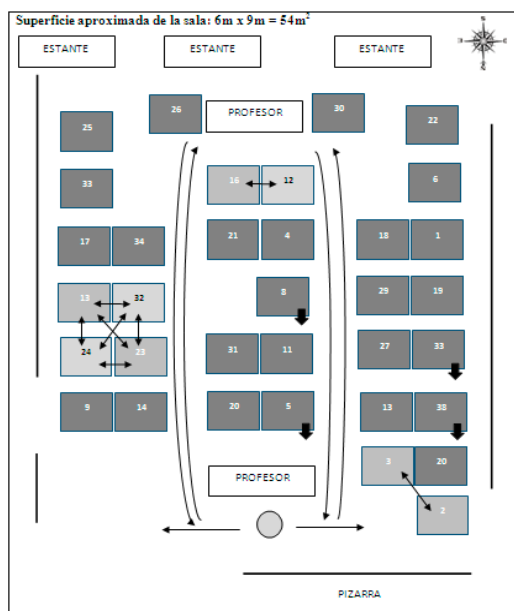 Superficie aproximada de la sala: 6m x 9m = 54m²
ESTANTE ESTANTE ESTANTE
26 PROFESOR 30
25 22
33 16 12 6
17 34 21 4 18 1
13 32 8 29 19
24 23 31 11 27 33
9 14 20 5 13 38
3 20
PROFESOR
2
PIZARRA